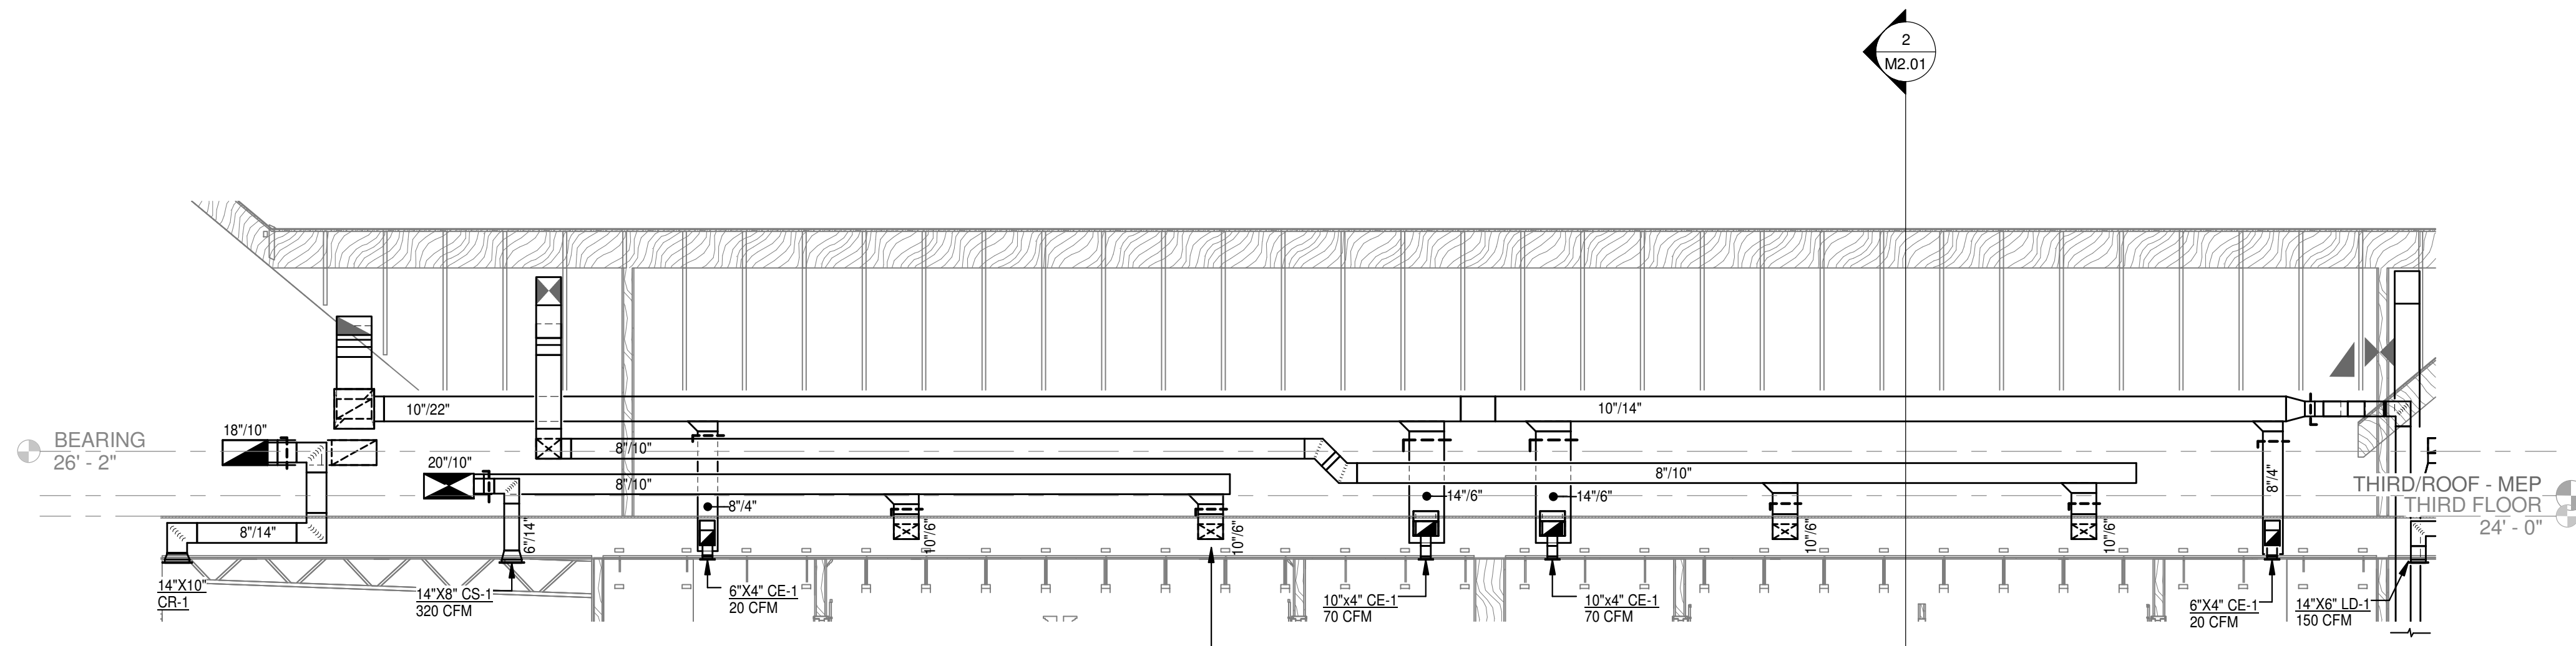 2
M2.01
10"/22"
10"/14"
18"/10"
BEARING
26' - 2"
8"/10"
20"/10"
8"/10"
8"/10"
8"/4"
THIRD/ROOF - MEP
THIRD FLOOR
24' - 0"
8"/4"
14"/6"
14"/6"
8"/14"
6"/14"
10"/6"
10"/6"
10"/6"
10"/6"
14"X10"
CR-1
14"X8" CS-1
320 CFM
6"X4" CE-1
20 CFM
10"x4" CE-1
70 CFM
10"x4" CE-1
70 CFM
6"X4" CE-1
20 CFM
14"X6" LD-1
150 CFM